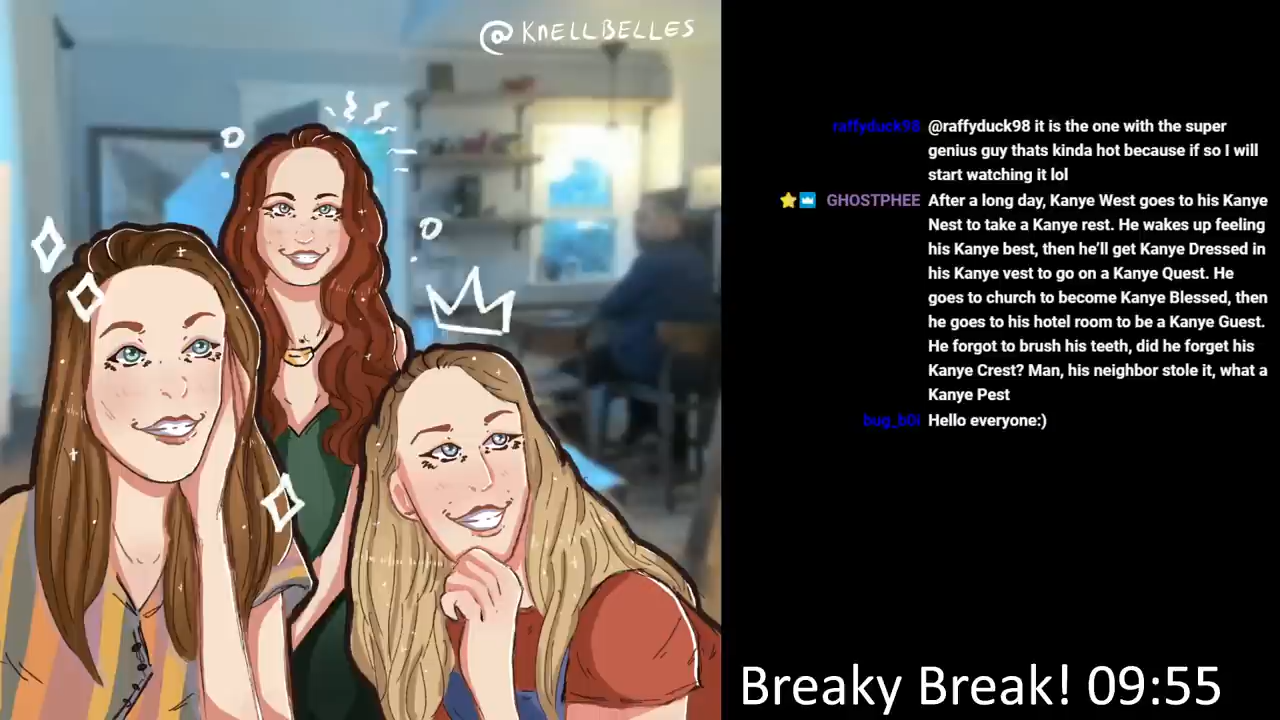 @KNELLBELLES
raffyduck98 @raffyduck98 it is the one with the super
genius guy thats kinda hot because if so I will
start watching it lol
GHOSTPHEE After a long day, Kanye West goes to his Kanye
Nest to take a Kanye rest. He wakes up feeling
his Kanye best, then he’ll get Kanye Dressed in
his Kanye vest to go on a Kanye Quest. He
goes to church to become Kanye Blessed, then
he goes to his hotel room to be a Kanye Guest.
He forgot to brush his teeth, did he forget his
Kanye Crest? Man, his neighbor stole it, what a
Kanye Pest
bug_b0i Hello everyone:)
Breaky Break! 09:55